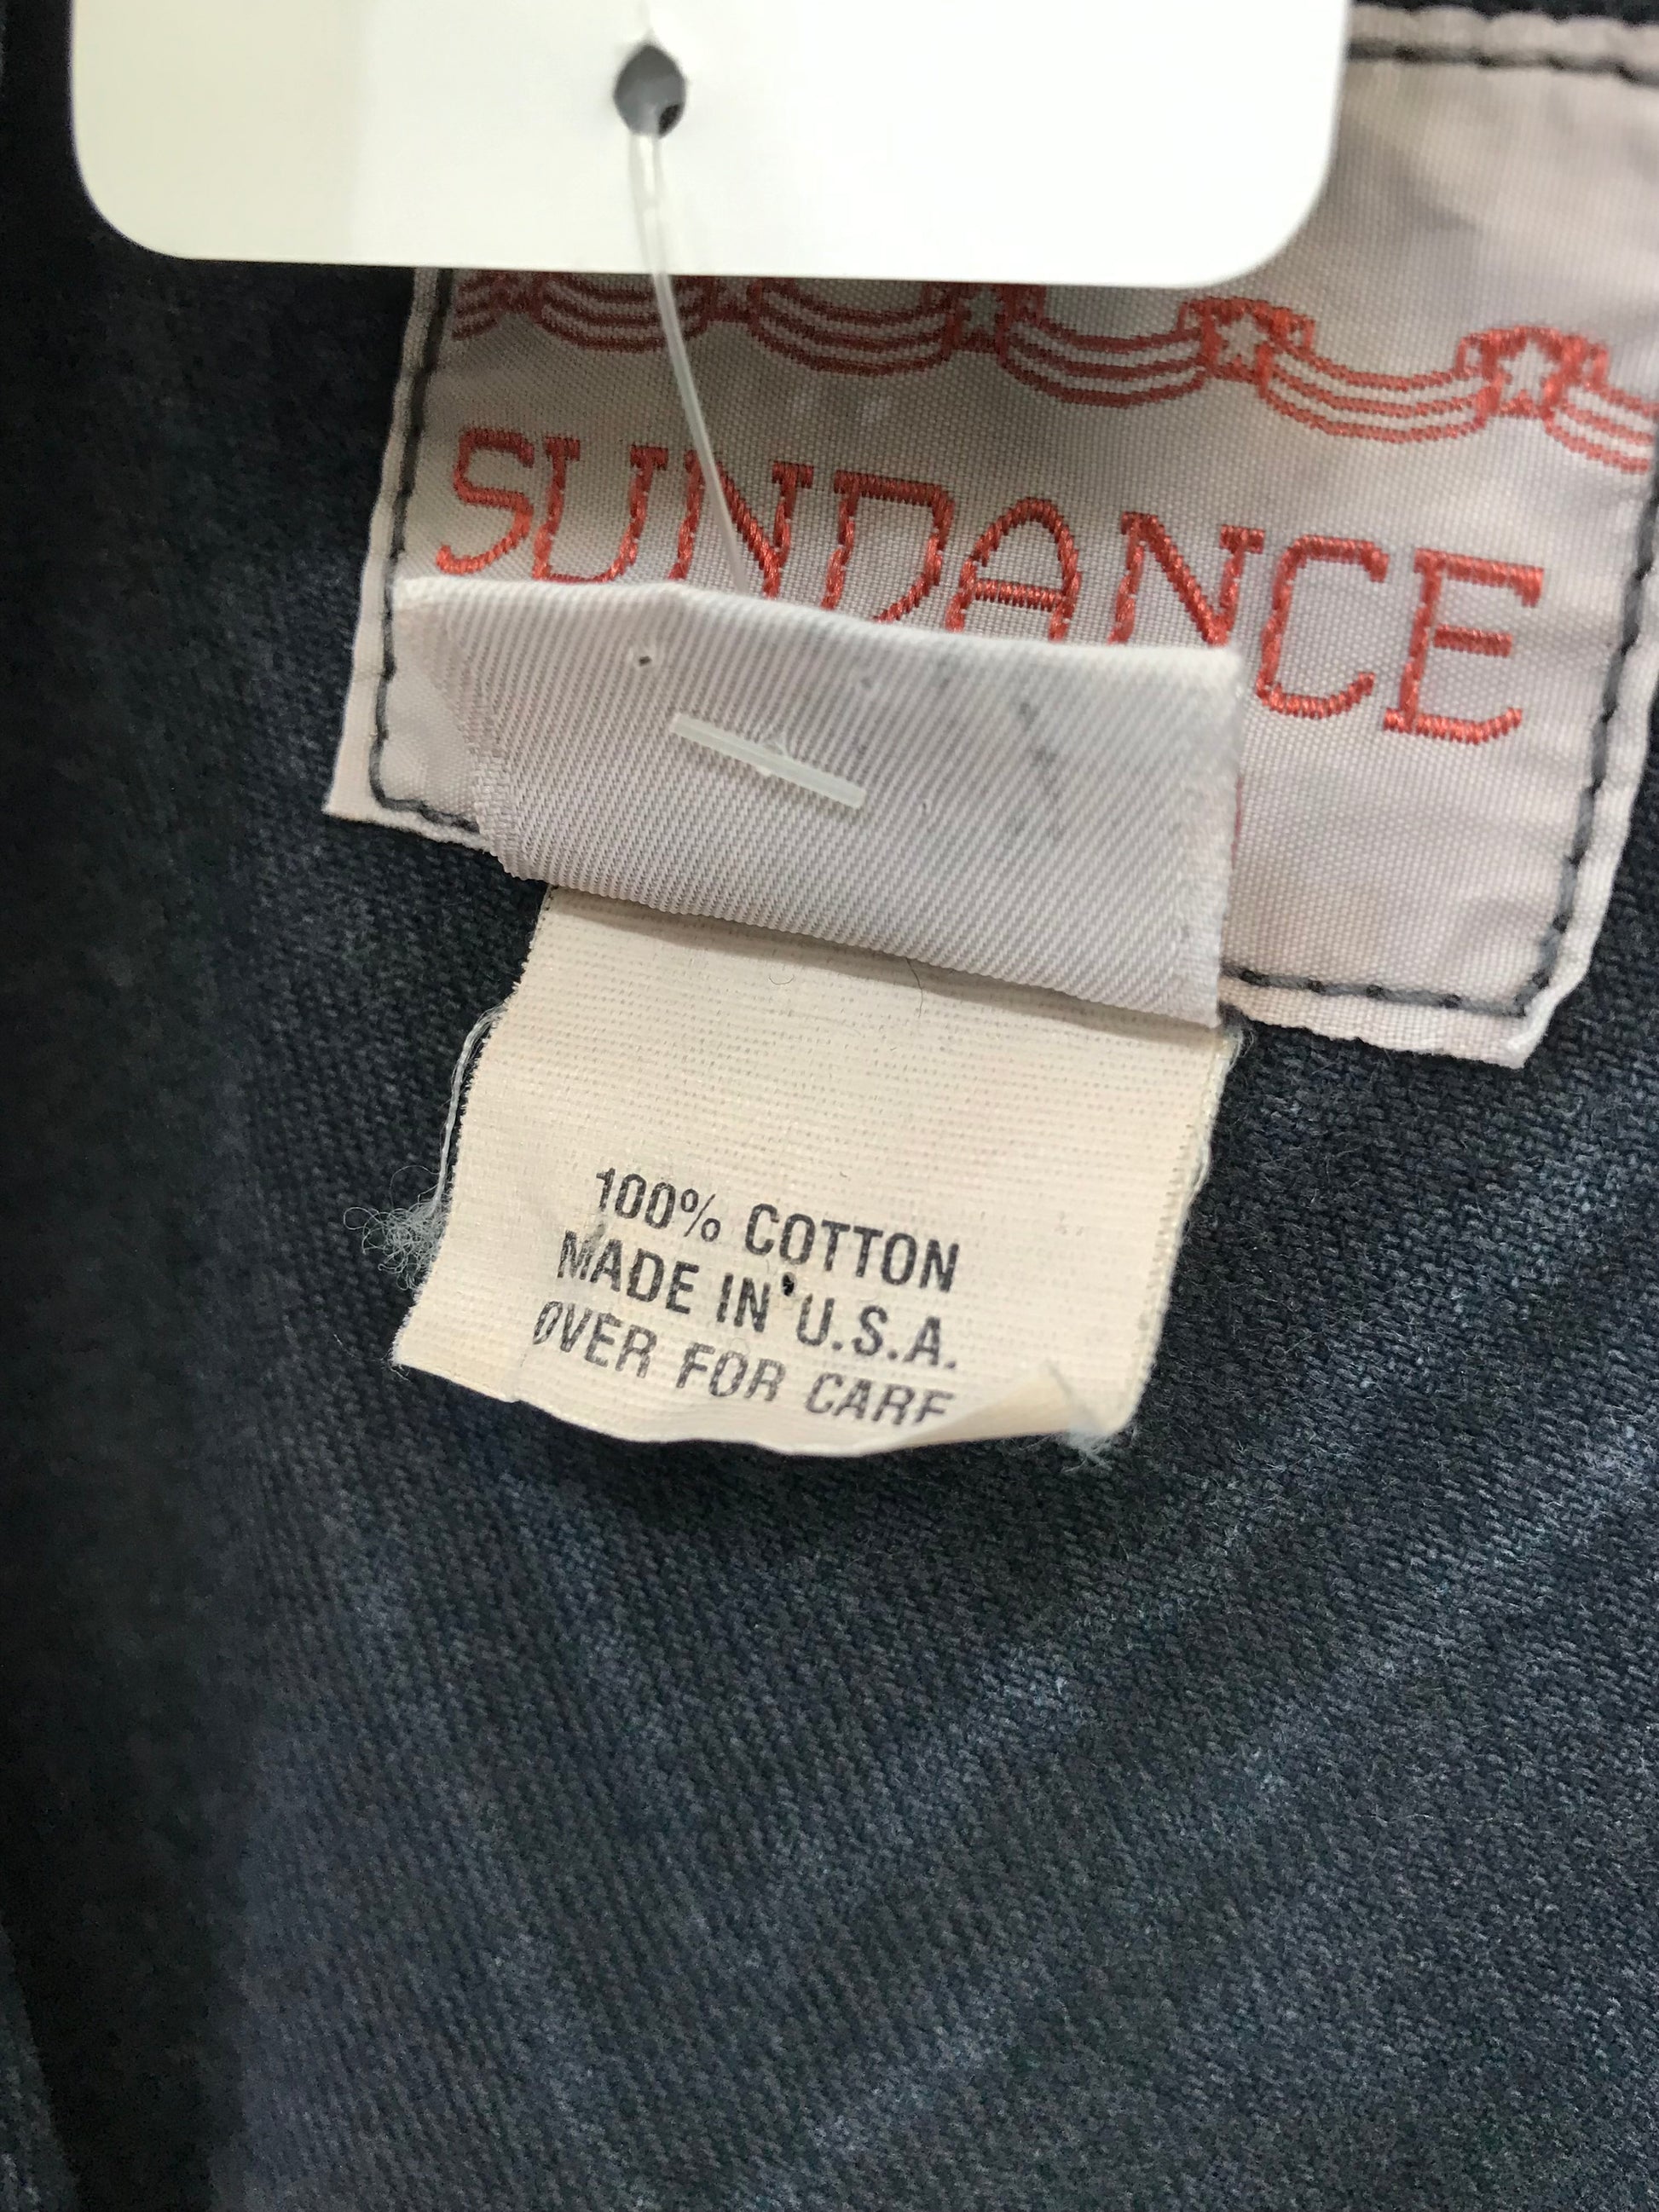 SUNDANCE
100% COTTON
MADE IN U.S.A.
OVER FOR CARE